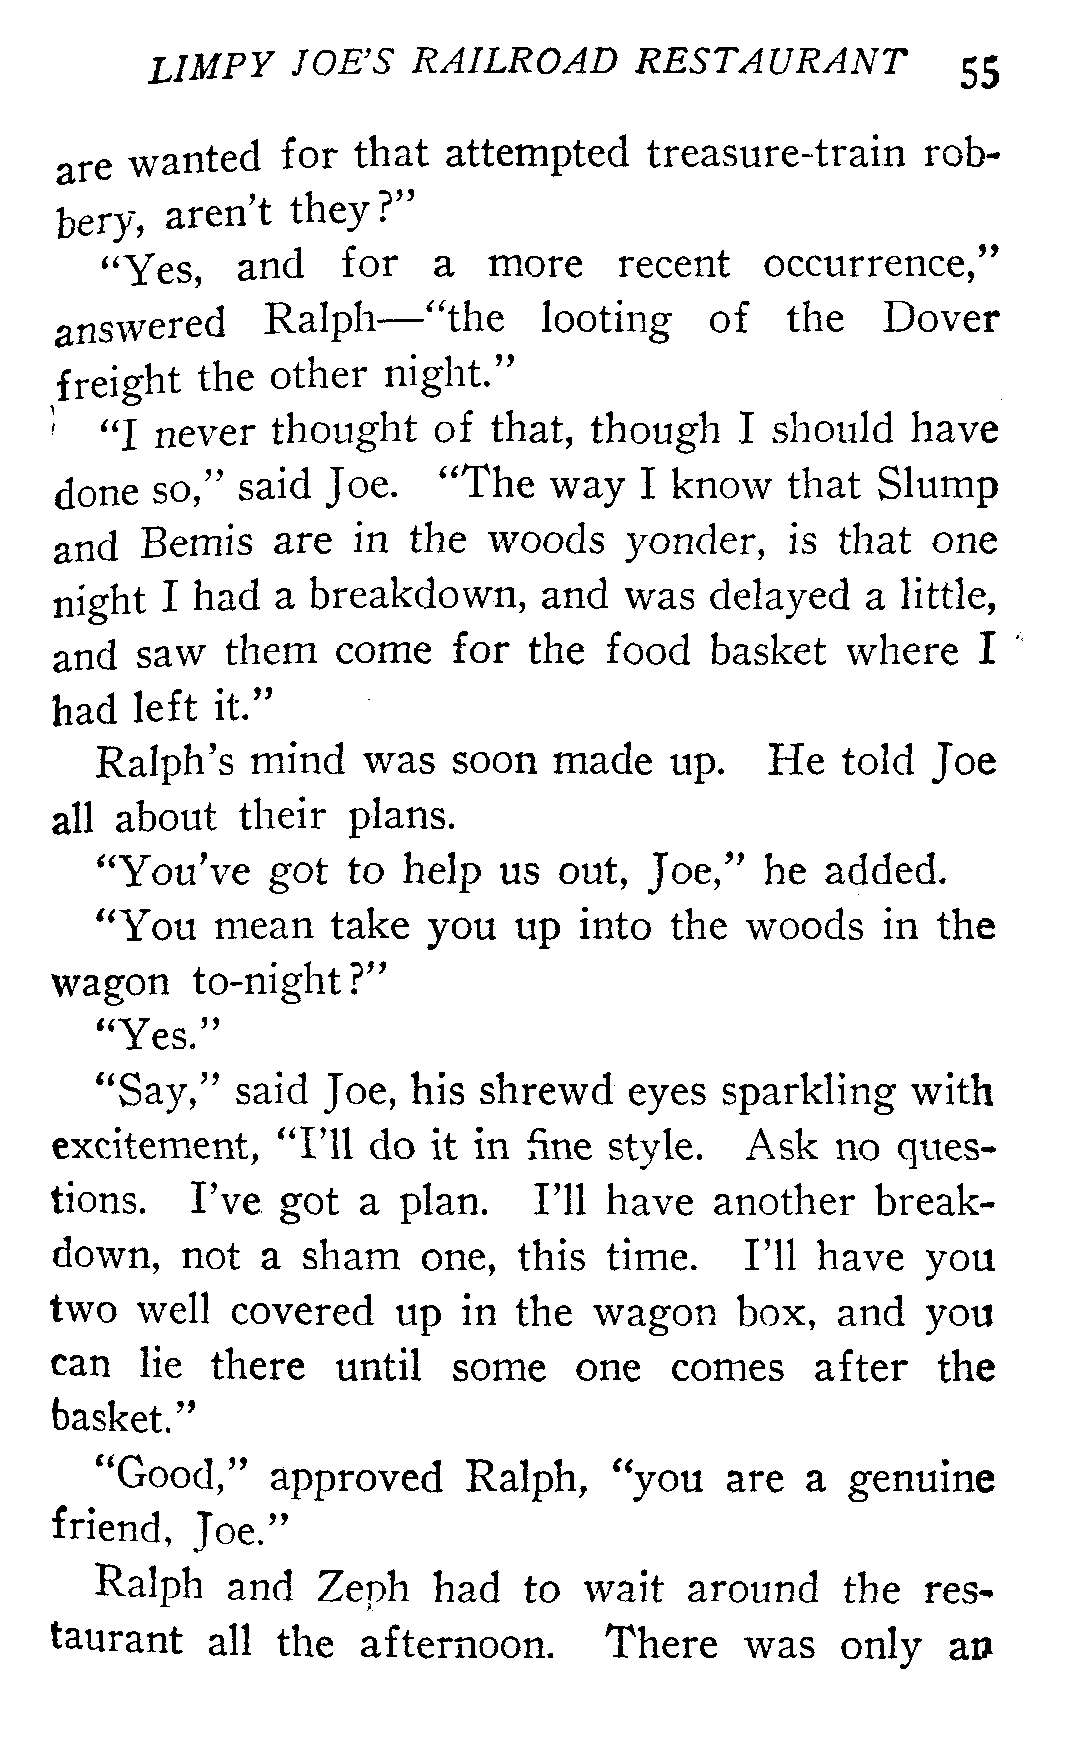 LIMPY JOE'S RAILROAD RESTAURANT 55
are wanted for that attempted treasure-train rob-
bery, aren't they?"
"Yes, and for a more recent occurrence,"
answered Ralph—"the looting of the Dover
freight the other night."
"I never thought of that, though I should have
done so," said Joe. "The way I know that Slump
and Bemis are in the woods yonder, is that one
night I had a breakdown, and was delayed a little,
and saw them come for the food basket where I
had left it."
Ralph's mind was soon made up. He told Joe
all about their plans.
"You've got to help us out, Joe," he added.
"You mean take you up into the woods in the
wagon to-night?"
"Yes."
"Say," said Joe, his shrewd eyes sparkling with
excitement, "I'll do it in fine style. Ask no ques-
tions. I've got a plan. I'll have another break-
down, not a sham one, this time. I'll have you
two well covered up in the wagon box, and you
can lie there until some one comes after the
basket."
"Good," approved Ralph, "you are a genuine
friend, Joe."
Ralph and Zeph had to wait around the res-
taurant all the afternoon. There was only an